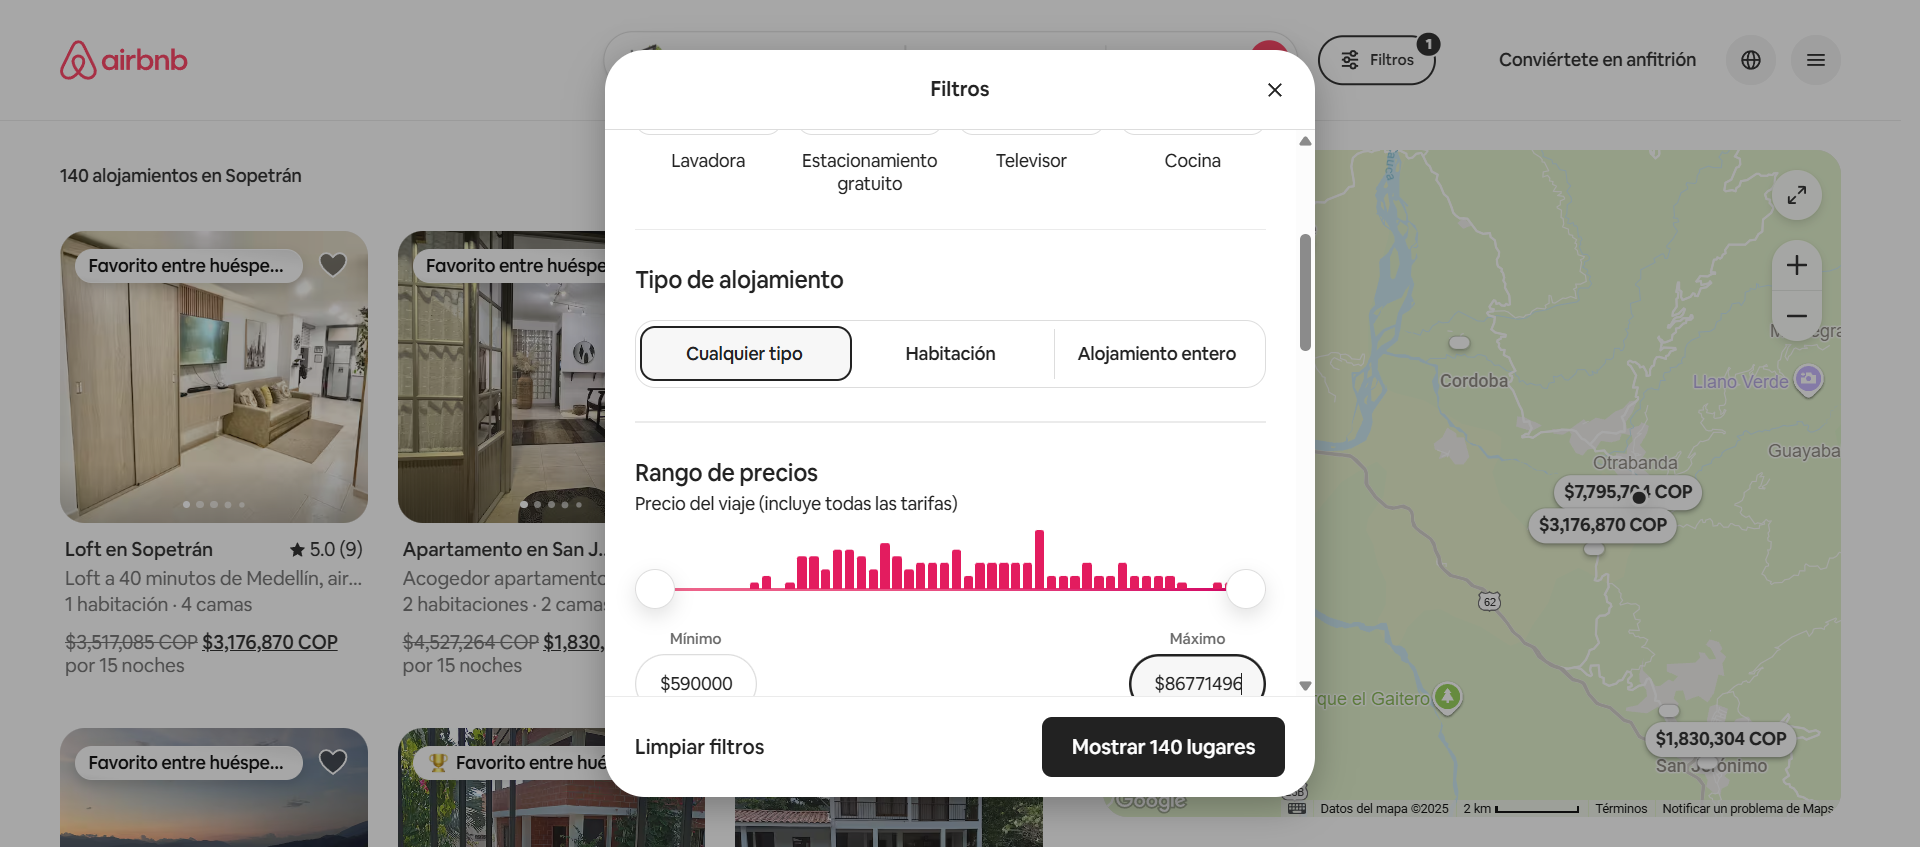 airbnb
Filtros
1
Conviértete en anfitrión
140 alojamientos en Sopetrán
Favorito entre huéspe...
Loft en Sopetrán
5.0 (9)
Loft a 40 minutos de Medellín, air...
1 habitación · 4 camas
$3,517,085 COP $3,176,870 COP
por 15 noches
Favorito entre huéspe
Apartamento en San J..
Acogedor apartamento
2 habitaciones · 2 camas
$4,527,264 COP $1,830,
por 15 noches
Favorito entre huéspe...
Favorito entre hué
Filtros
Lavadora
Estacionamiento
gratuito
Televisor
Cocina
Tipo de alojamiento
Cualquier tipo
Habitación
Alojamiento entero
Rango de precios
Precio del viaje (incluye todas las tarifas)
Mínimo
Máximo
$590000
$86771496
Limpiar filtros
Mostrar 140 lugares
auca
Cordoba
Llano Verde
Guayaba
Otrabanda
$7,795,704 COP
$3,176,870 COP
62
que el Gaitero
$1,830,304 COP
San Jerónimo
Google
Datos del mapa ©2025
2 km
Términos
Notificar un problema de Maps